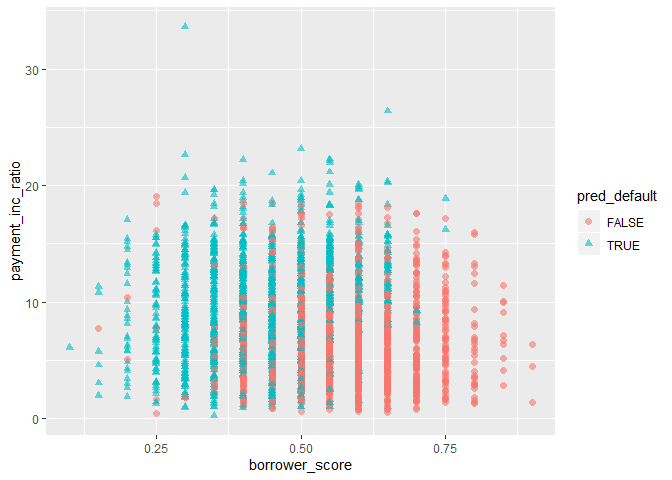 30
20
10
0
payment_inc_ratio
0.25
0.50
0.75
borrower_score
pred_default
FALSE
TRUE